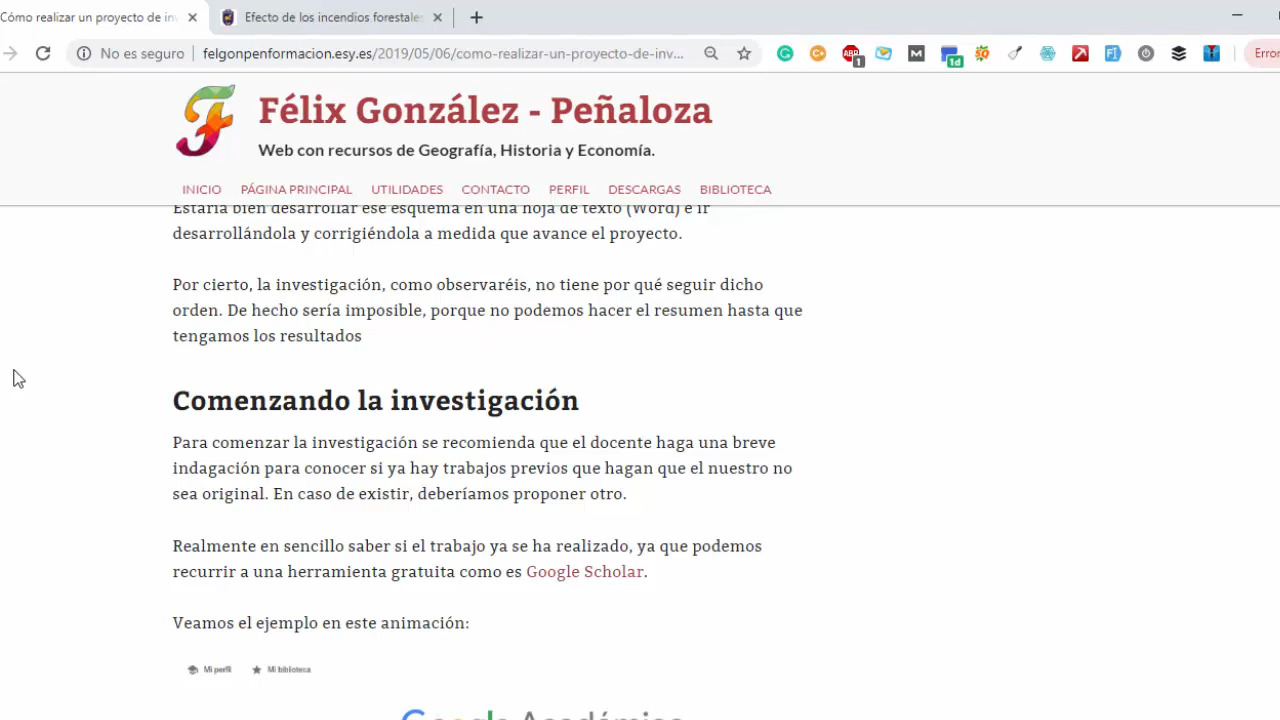 Cómo realizar un proyecto de inv
Efecto de los incendios forestales
No es seguro
felgonpenformacion.esy.es/2019/05/06/como-realizar-un-proyecto-de-inv...
ABP
1
M
1d
Error
Félix González - Peñaloza
Web con recursos de Geografía, Historia y Economía.
INICIO PÁGINA PRINCIPAL UTILIDADES CONTACTO PERFIL DESCARGAS BIBLIOTECA
Estaría bien desarrollar ese esquema en una hoja de texto (Word) e ir
desarrollándola y corrigiéndola a medida que avance el proyecto.
Por cierto, la investigación, como observaréis, no tiene por qué seguir dicho
orden. De hecho sería imposible, porque no podemos hacer el resumen hasta que
tengamos los resultados
Comenzando la investigación
Para comenzar la investigación se recomienda que el docente haga una breve
indagación para conocer si ya hay trabajos previos que hagan que el nuestro no
sea original. En caso de existir, deberíamos proponer otro.
Realmente en sencillo saber si el trabajo ya se ha realizado, ya que podemos
recurrir a una herramienta gratuita como es Google Scholar.
Veamos el ejemplo en este animación:
Mi perfil Mi biblioteca
Google Académico